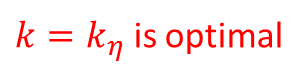 k = k_η is optimal